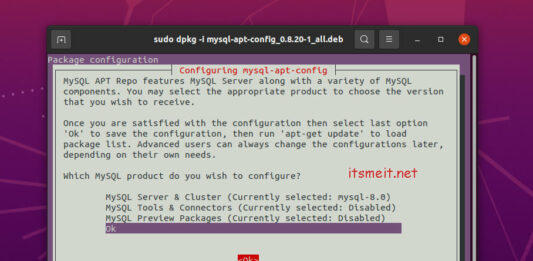 sudo dpkg -i mysql-apt-config_0.8.20-1_all.deb
Package configuration
Configuring mysql-apt-config
MySQL APT Repo features MySQL Server along with a variety of MySQL
components. You may select the appropriate product to choose the version
that you wish to receive.
Once you are satisfied with the configuration then select last option
'Ok' to save the configuration, then run 'apt-get update' to load
package list. Advanced users can always change the configurations later,
depending on their own needs.
Which MySQL product do you wish to configure?
itsmeit.net
MySQL Server & Cluster (Currently selected: mysql-8.0)
MySQL Tools & Connectors (Currently selected: Disabled)
MySQL Preview Packages (Currently selected: Disabled)
Ok
<Ok>